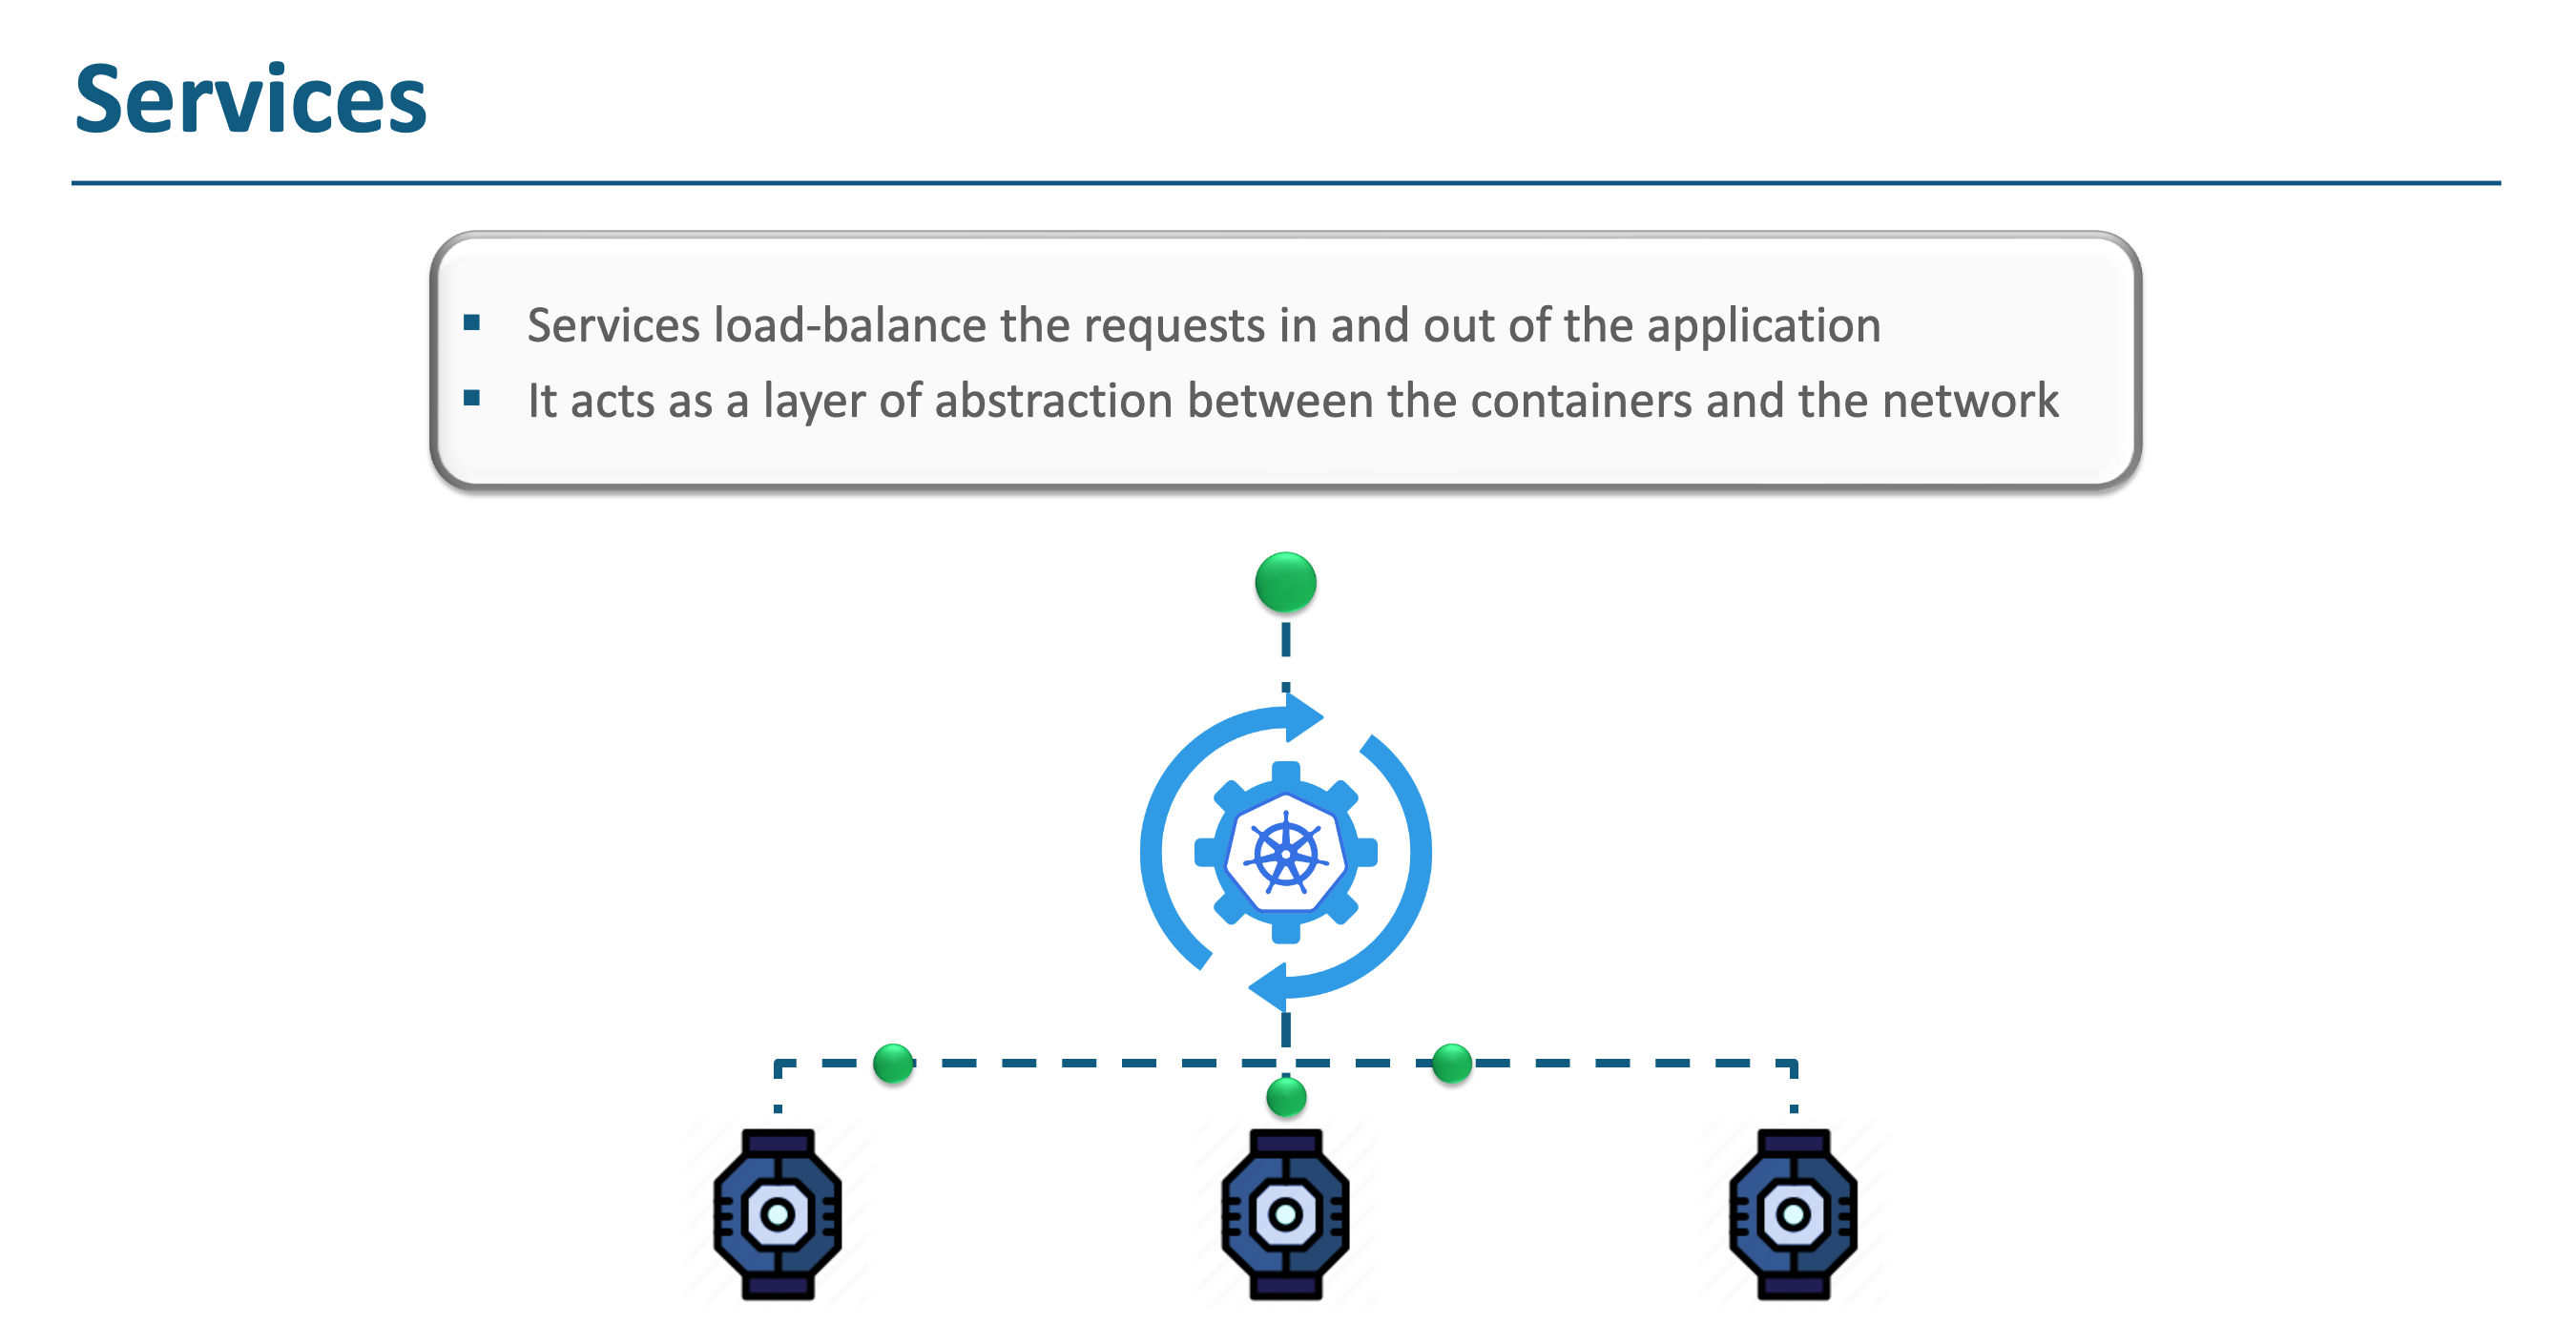 Services
▪ Services load-balance the requests in and out of the application
▪ It acts as a layer of abstraction between the containers and the network